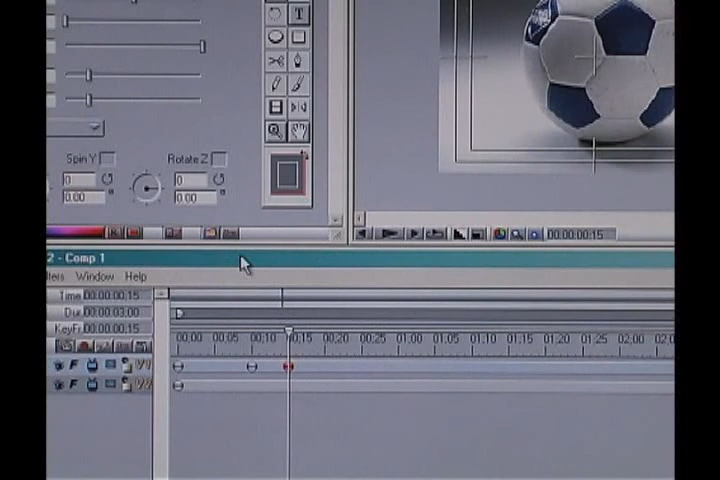 T
Spin Y
Rotate Z
0
0
0.00
0.00
00:00:00:15
2 - Comp 1
lters Window Help
Time 00:00:00:15
Dur 00:00:03:00
KeyFr 00:00:00:15
00;00 00;05 00;10 00;15 00;20 00;25 01;00 01;05 01;10 01;15 01;20 01;25 02;00 02;0
F V1
F V2